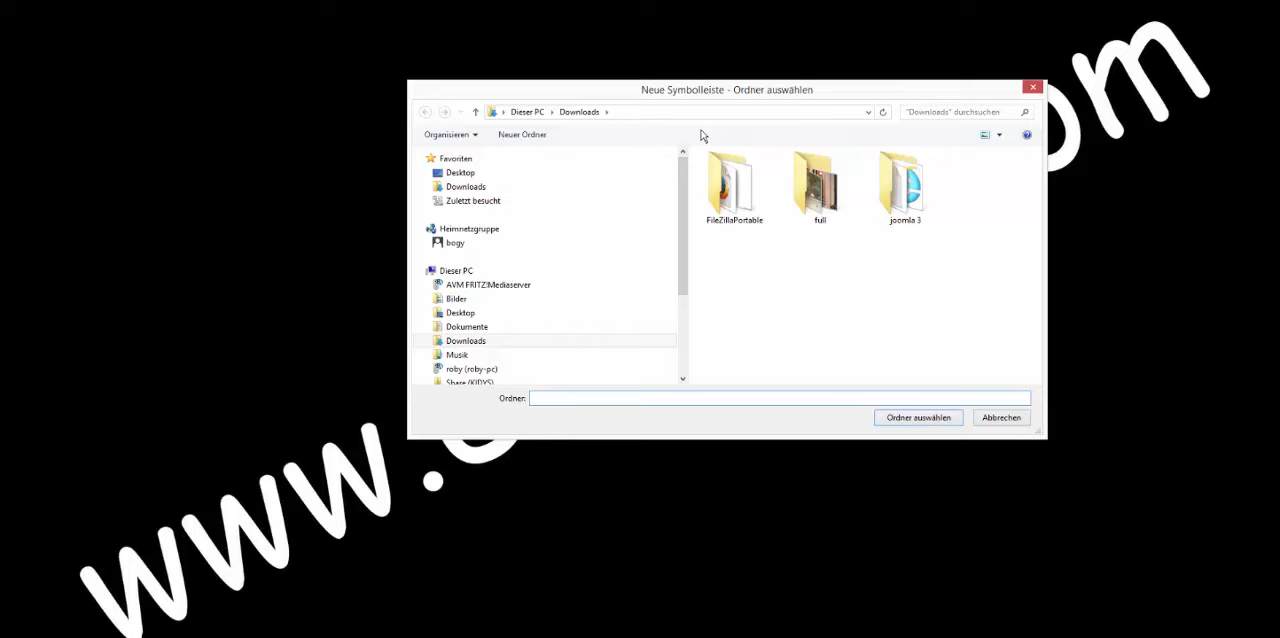 Neue Symbolleiste - Ordner auswählen
Dieser PC Downloads
"Downloads" durchsuchen
Organisieren Neuer Ordner
Favoriten
Desktop
Downloads
Zuletzt besucht
Heimnetzgruppe
bogy
Dieser PC
AVM FRITZ!Mediaserver
Bilder
Desktop
Dokumente
Downloads
Musik
roby (roby-pc)
Share (KIDYS)
FileZillaPortable
full
joomla 3
Ordner:
Ordner auswählen
Abbrechen
www.
om